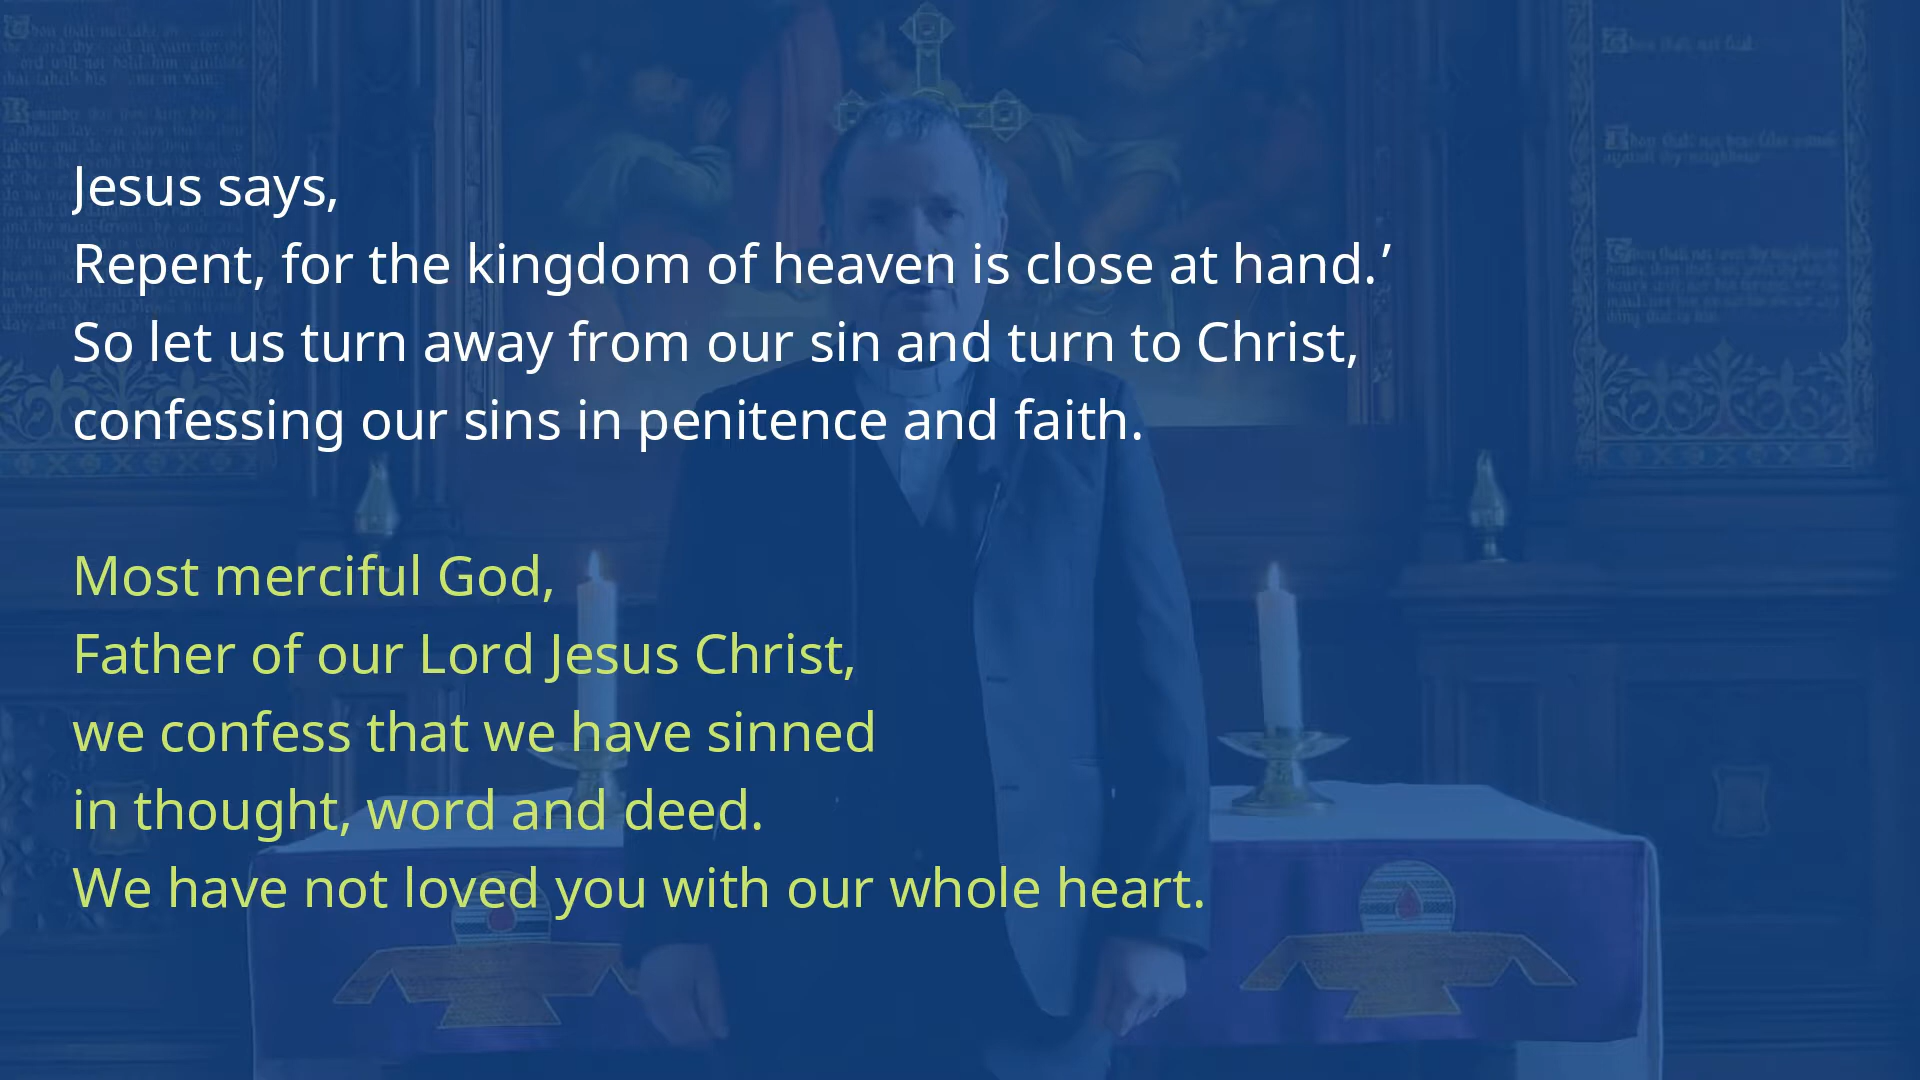 Jesus says,
Repent, for the kingdom of heaven is close at hand.’
So let us turn away from our sin and turn to Christ,
confessing our sins in penitence and faith.
Most merciful God,
Father of our Lord Jesus Christ,
we confess that we have sinned
in thought, word and deed.
We have not loved you with our whole heart.